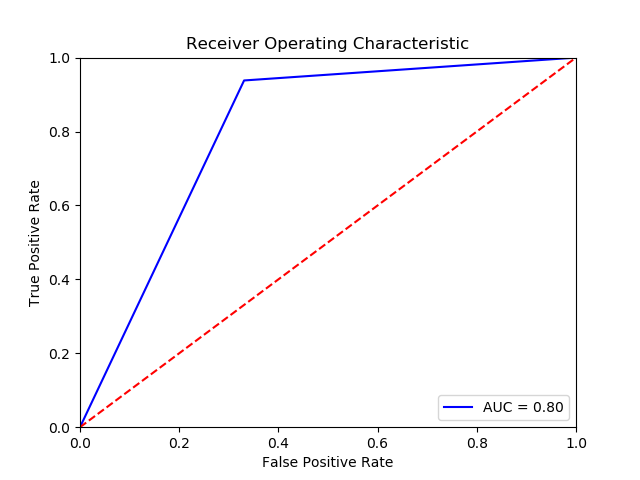 Receiver Operating Characteristic
True Positive Rate
1.0
0.8
0.6
0.4
0.2
0.0
AUC = 0.80
0.0 0.2 0.4 0.6 0.8 1.0
False Positive Rate